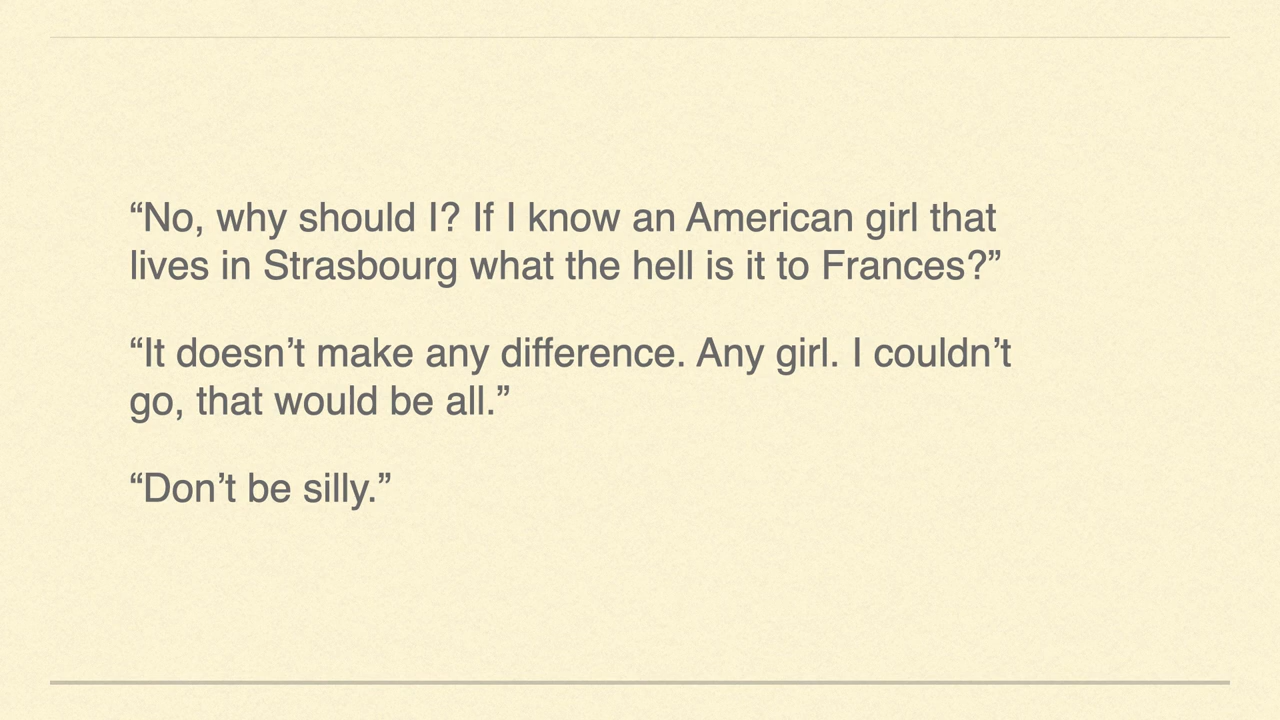 “No, why should I? If I know an American girl that
lives in Strasbourg what the hell is it to Frances?”
“It doesn’t make any difference. Any girl. I couldn’t
go, that would be all.”
“Don’t be silly.”